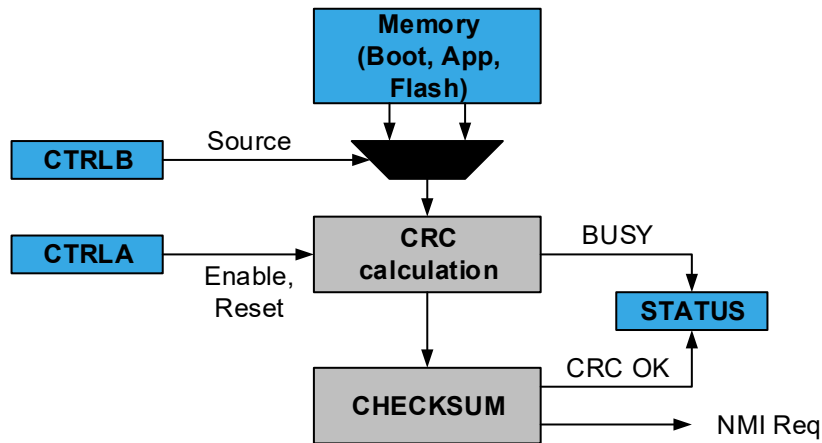 Memory
(Boot, App,
Flash)
Source
CTRLB
CTRLA
Enable,
Reset
CRC
calculation
BUSY
STATUS
CRC OK
CHECKSUM
NMI Req